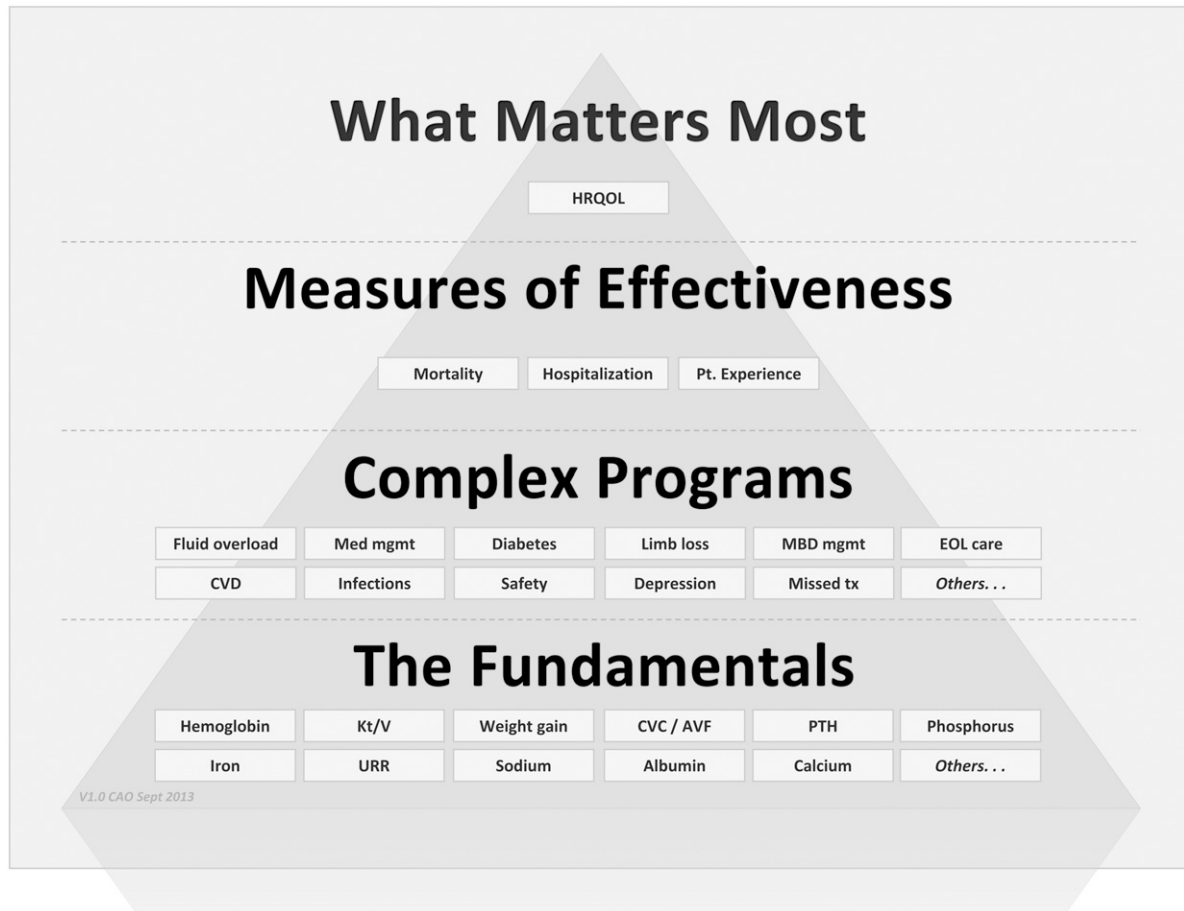 What Matters Most
HRQOL
Measures of Effectiveness
Mortality Hospitalization Pt. Experience
Complex Programs
Fluid overload Med mgmt Diabetes Limb loss MBD mgmt EOL care
CVD Infections Safety Depression Missed tx Others. . .
The Fundamentals
Hemoglobin Kt/V Weight gain CVC / AVF PTH Phosphorus
Iron URR Sodium Albumin Calcium Others. . .
V1.0 CAO Sept 2013